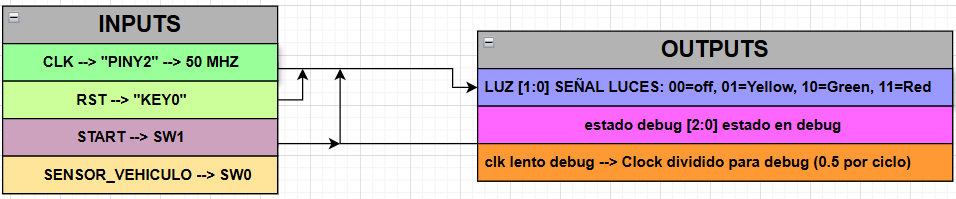 INPUTS
CLK --> "PINY2" --> 50 MHZ
RST --> "KEY0"
START --> SW1
SENSOR_VEHICULO --> SW0
OUTPUTS
LUZ [1:0] SEÑAL LUCES: 00=off, 01=Yellow, 10=Green, 11=Red
estado debug [2:0] estado en debug
clk lento debug --> Clock dividido para debug (0.5 por ciclo)